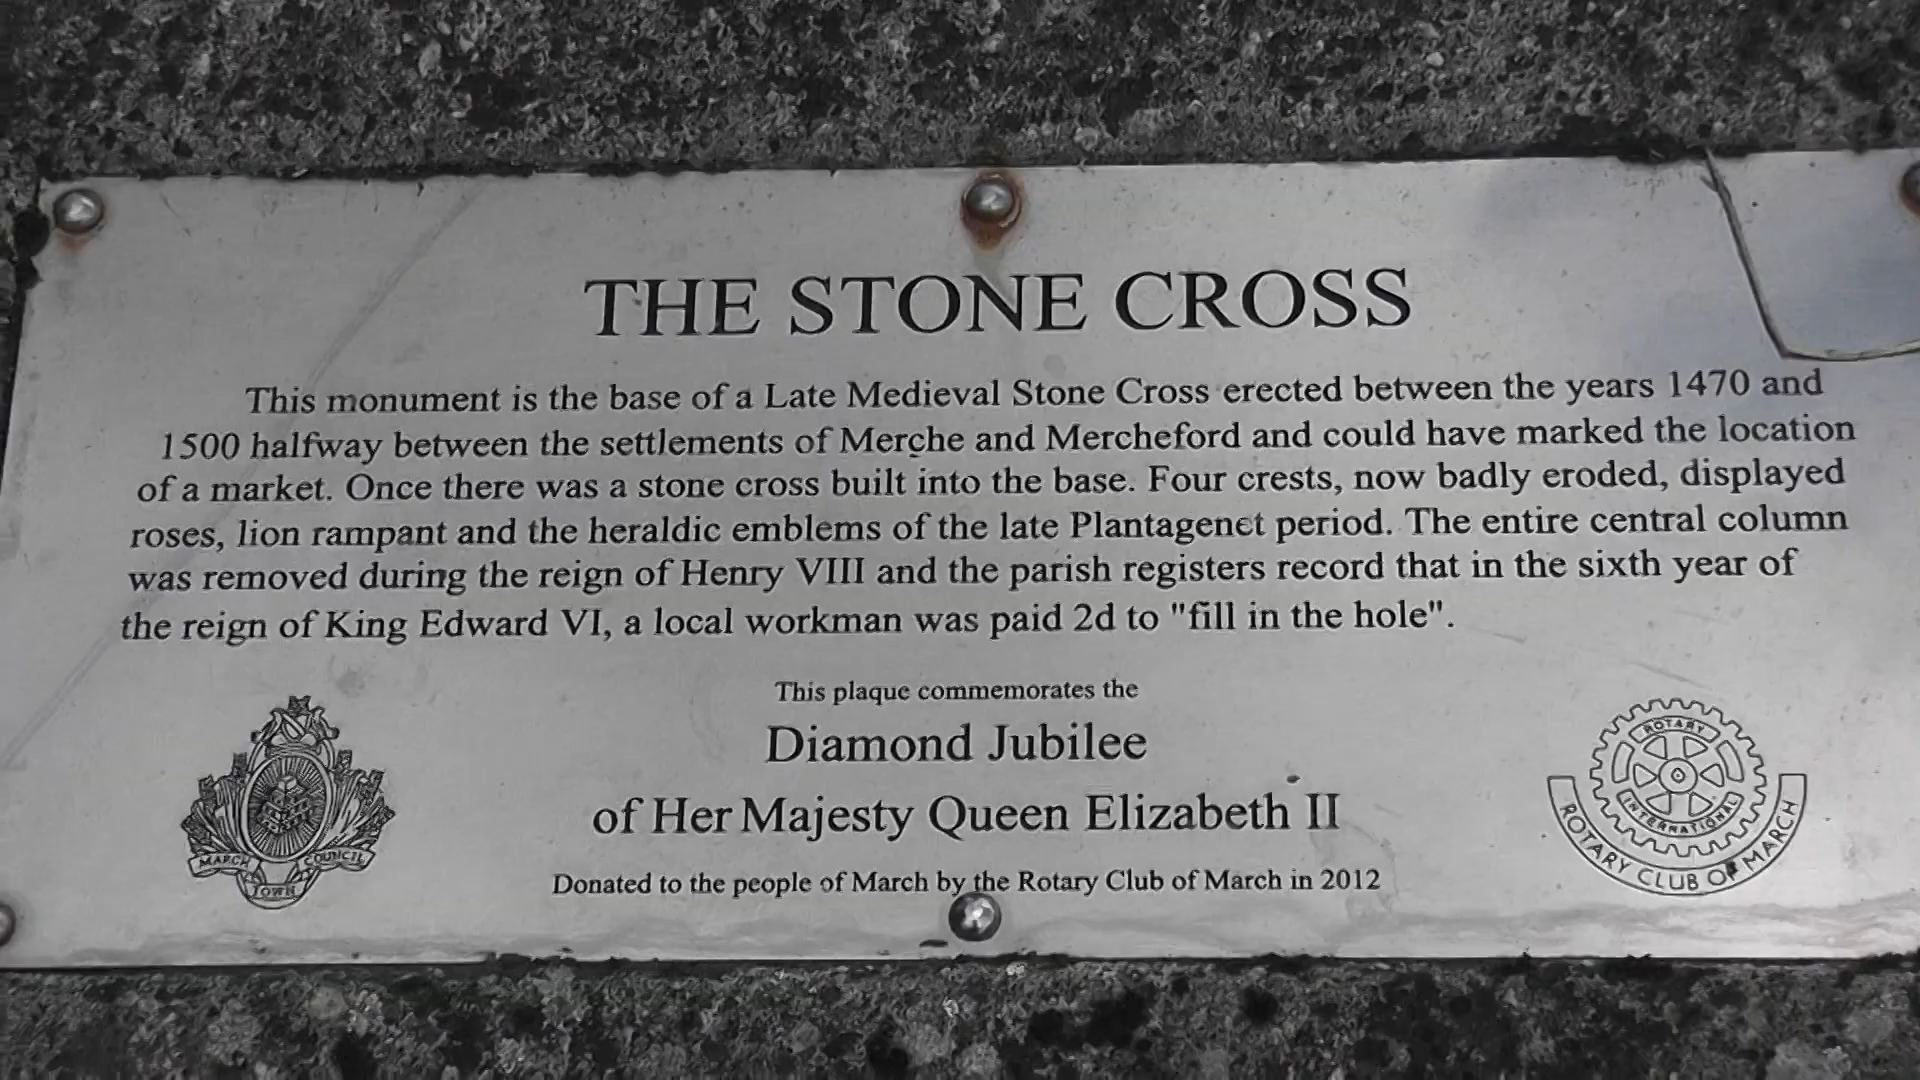 THE STONE CROSS
This monument is the base of a Late Medieval Stone Cross erected between the years 1470 and
1500 halfway between the settlements of Merche and Mercheford and could have marked the location
of a market. Once there was a stone cross built into the base. Four crests, now badly eroded, displayed
roses, lion rampant and the heraldic emblems of the late Plantagenet period. The entire central column
was removed during the reign of Henry VIII and the parish registers record that in the sixth year of
the reign of King Edward VI, a local workman was paid 2d to "fill in the hole".
This plaque commemorates the
Diamond Jubilee
of Her Majesty Queen Elizabeth II
Donated to the people of March by the Rotary Club of March in 2012
MARCH TOWN COUNCIL
ROTARY
INTERNATIONAL
ROTARY CLUB OF MARCH